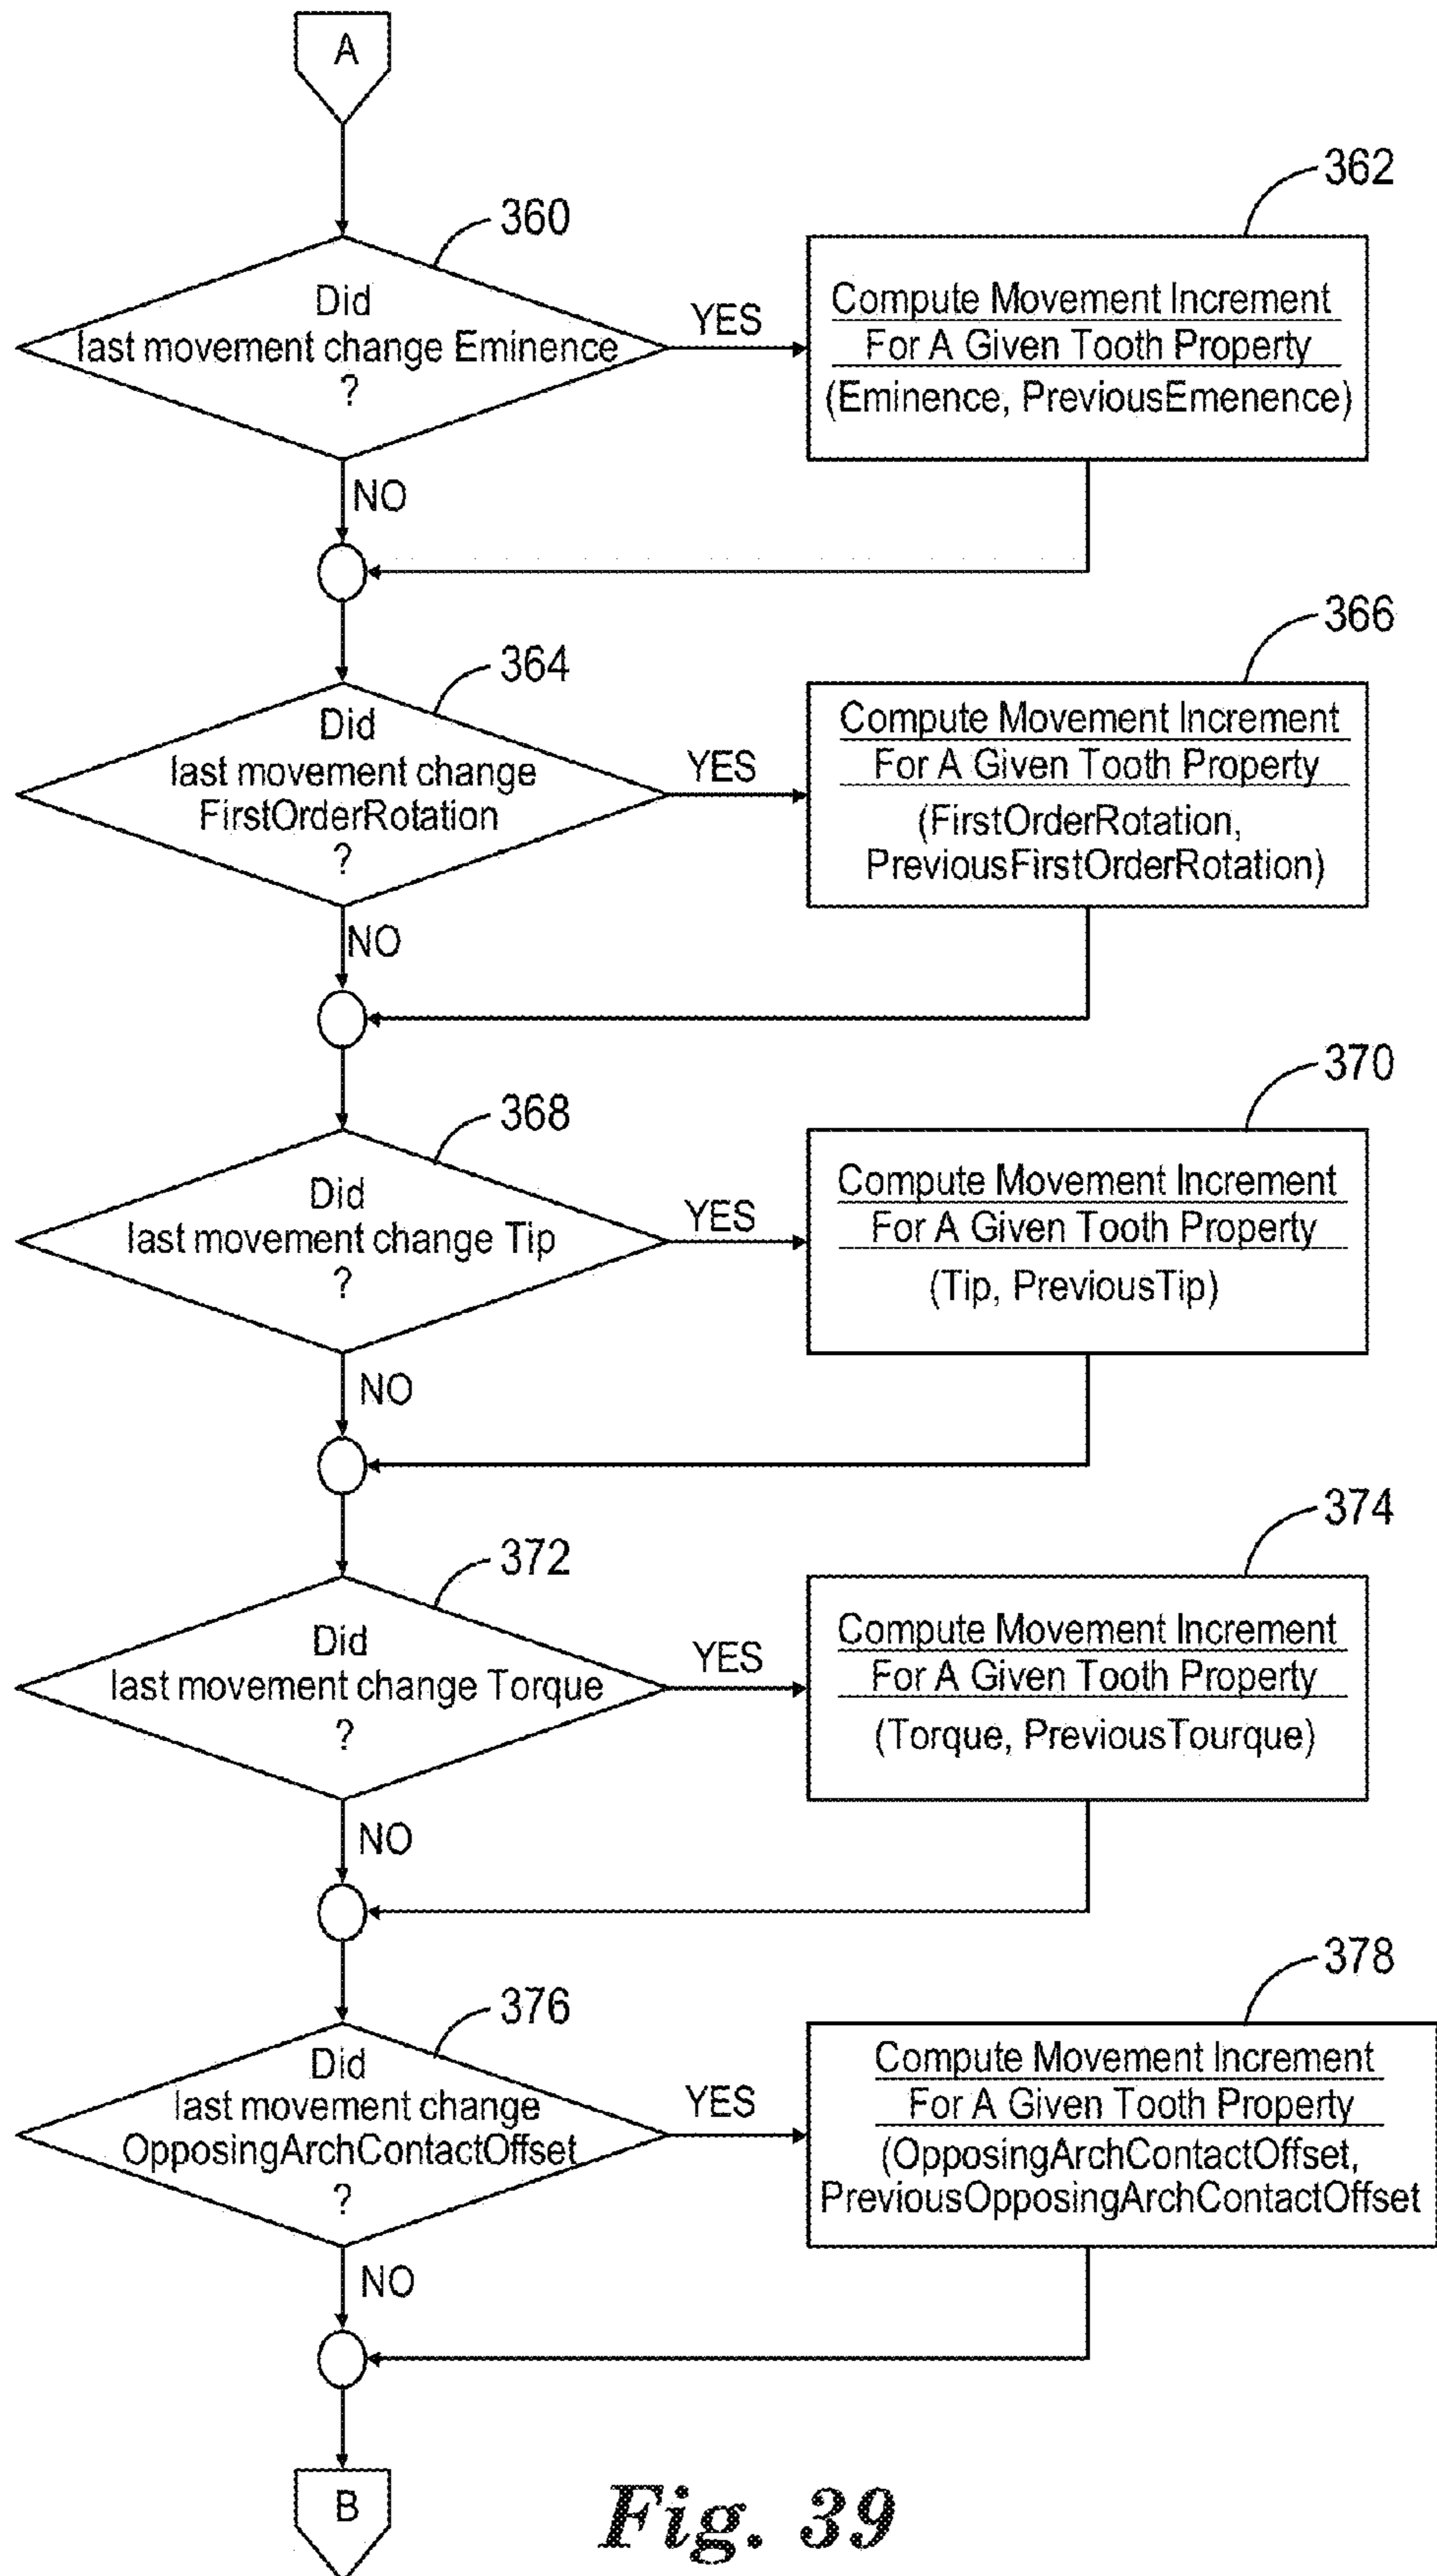 A
360
362
Did
last movement change Eminence
?
YES
Compute Movement Increment
For A Given Tooth Property
(Eminence, PreviousEmenence)
NO
364
366
Did
last movement change
FirstOrderRotation
?
YES
Compute Movement Increment
For A Given Tooth Property
(FirstOrderRotation,
PreviousFirstOrderRotation)
NO
368
370
Did
last movement change Tip
?
YES
Compute Movement Increment
For A Given Tooth Property
(Tip, PreviousTip)
NO
372
374
Did
last movement change Torque
?
YES
Compute Movement Increment
For A Given Tooth Property
(Torque, PreviousTourque)
NO
376
378
Did
last movement change
OpposingArchContactOffset
?
YES
Compute Movement Increment
For A Given Tooth Property
(OpposingArchContactOffset,
PreviousOpposingArchContactOffset
NO
B
Fig. 39